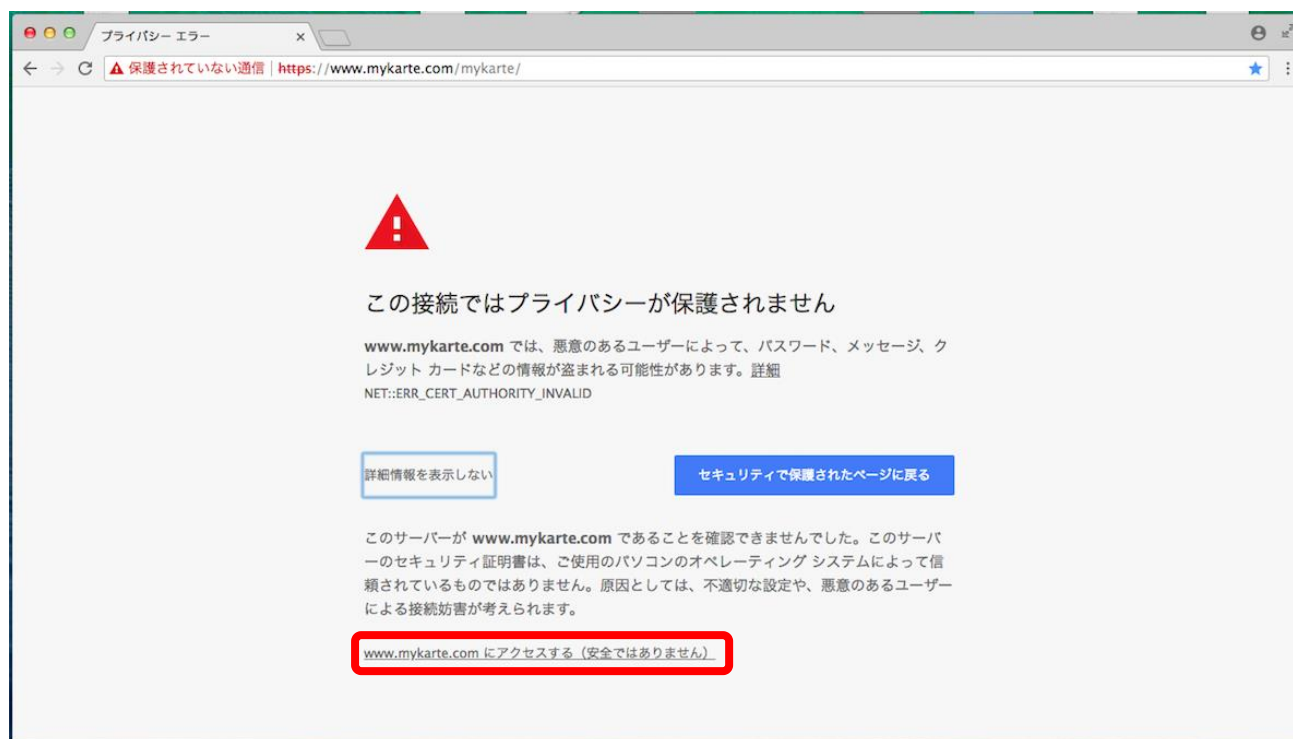 プライバシー エラー
保護されていない通信 | https://www.mykarte.com/mykarte/
この接続ではプライバシーが保護されません
www.mykarte.com では、悪意のあるユーザーによって、パスワード、メッセージ、ク
レジット カードなどの情報が盗まれる可能性があります。詳細
NET::ERR_CERT_AUTHORITY_INVALID
詳細情報を表示しない
セキュリティで保護されたページに戻る
このサーバーが www.mykarte.com であることを確認できませんでした。このサーバ
ーのセキュリティ証明書は、ご使用のパソコンのオペレーティング システムによって信
頼されているものではありません。原因としては、不適切な設定や、悪意のあるユーザー
による接続妨害が考えられます。
www.mykarte.com にアクセスする（安全ではありません）